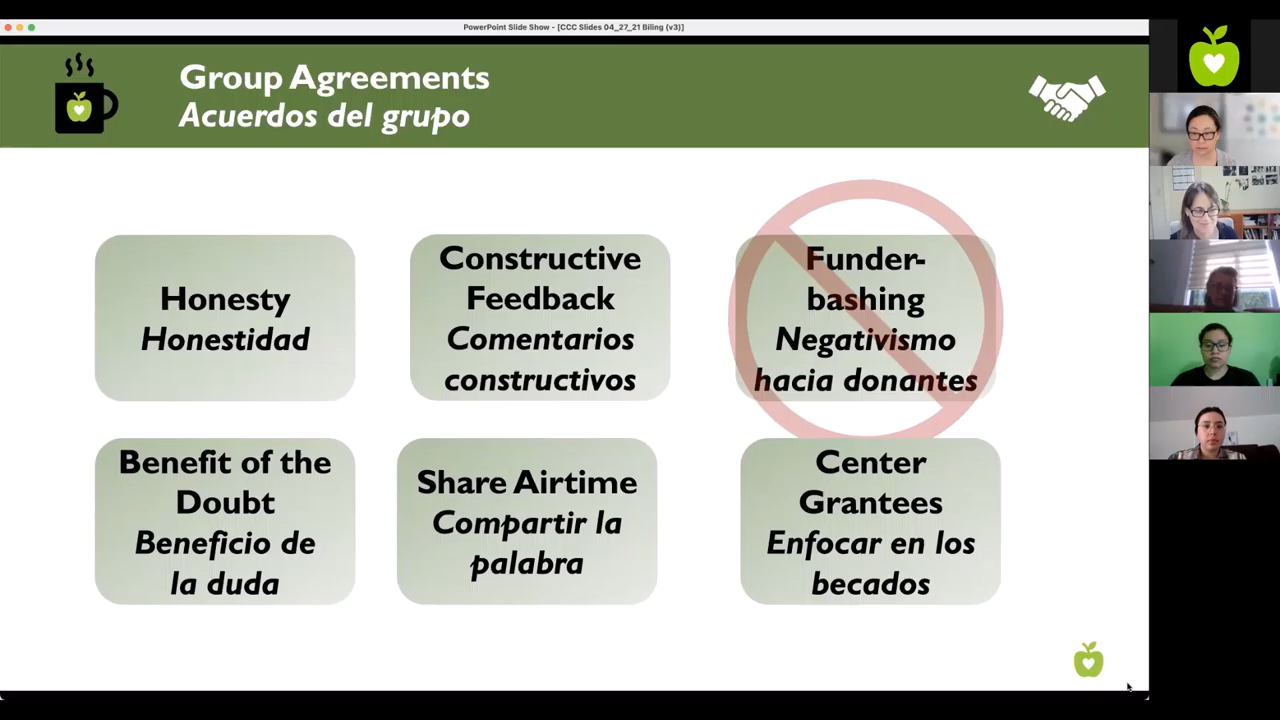 PowerPoint Slide Show - [CCC Slides 04_27_21 Biling (v3)]
Group Agreements
Acuerdos del grupo
Honesty
Honestidad
Constructive
Feedback
Comentarios
constructivos
Funder-
bashing
Negativismo
hacia donantes
Benefit of the
Doubt
Beneficio de
la duda
Share Airtime
Compartir la
palabra
Center
Grantees
Enfocar en los
becados